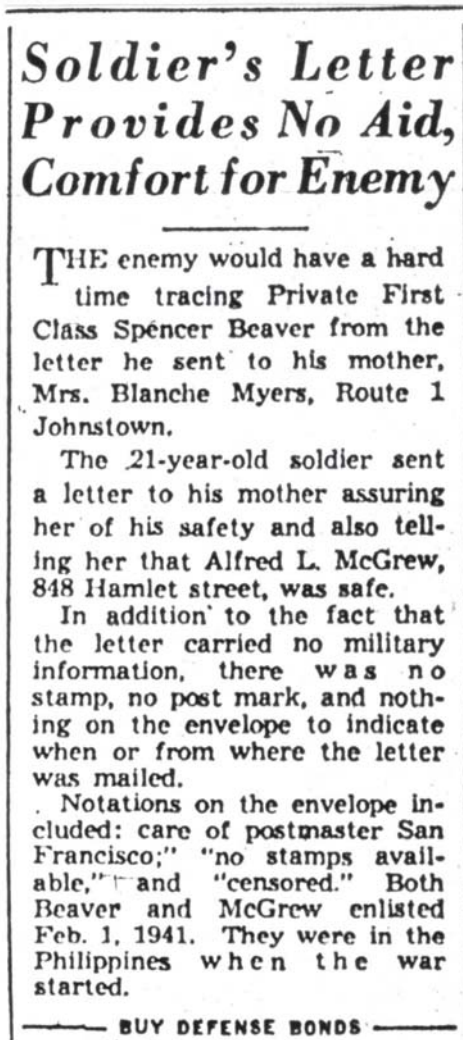 Soldier's Letter
Provides No Aid,
Comfort for Enemy
THE enemy would have a hard
time tracing Private First
Class Spencer Beaver from the
letter he sent to his mother,
Mrs. Blanche Myers, Route 1
Johnstown.
The 21-year-old soldier sent
a letter to his mother assuring
her of his safety and also tell-
ing her that Alfred L. McGrew,
848 Hamlet street, was safe.
In addition to the fact that
the letter carried no military
information, there was no
stamp, no post mark, and noth-
ing on the envelope to indicate
when or from where the letter
was mailed.
Notations on the envelope in-
cluded: care of postmaster San
Francisco;" "no stamps avail-
able," and "censored." Both
Beaver and McGrew enlisted
Feb. 1, 1941. They were in the
Philippines when the war
started.
BUY DEFENSE BONDS